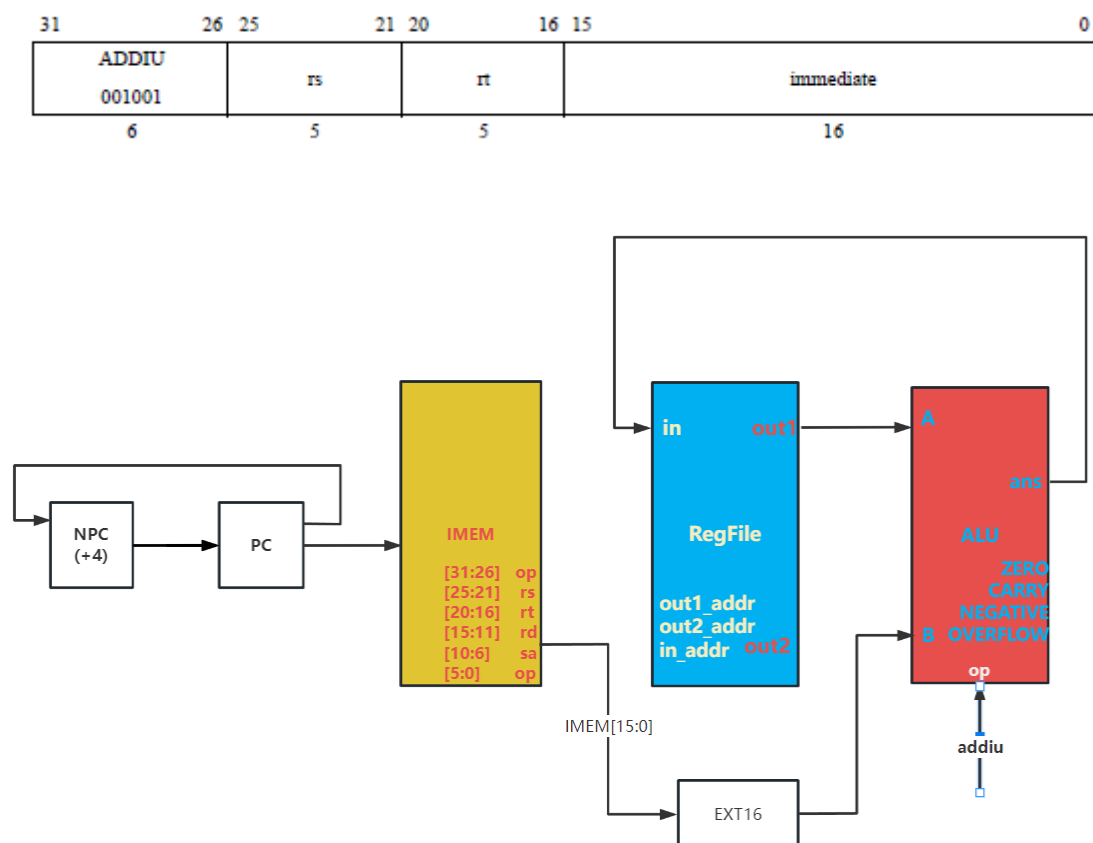 31 26 25 21 20 16 15 0
ADDIU
001001
rs
rt
immediate
6 5 5 16
in
out1
A
ans
NPC
(+4)
PC
IMEM
RegFile
ALU
[31:26] op
[25:21] rs
[20:16] rt
[15:11] rd
[10:6] sa
[5:0] op
out1_addr
out2_addr
in_addr
out2
ZERO
CARRY
NEGATIVE
B OVERFLOW
op
IMEM[15:0]
addiu
EXT16